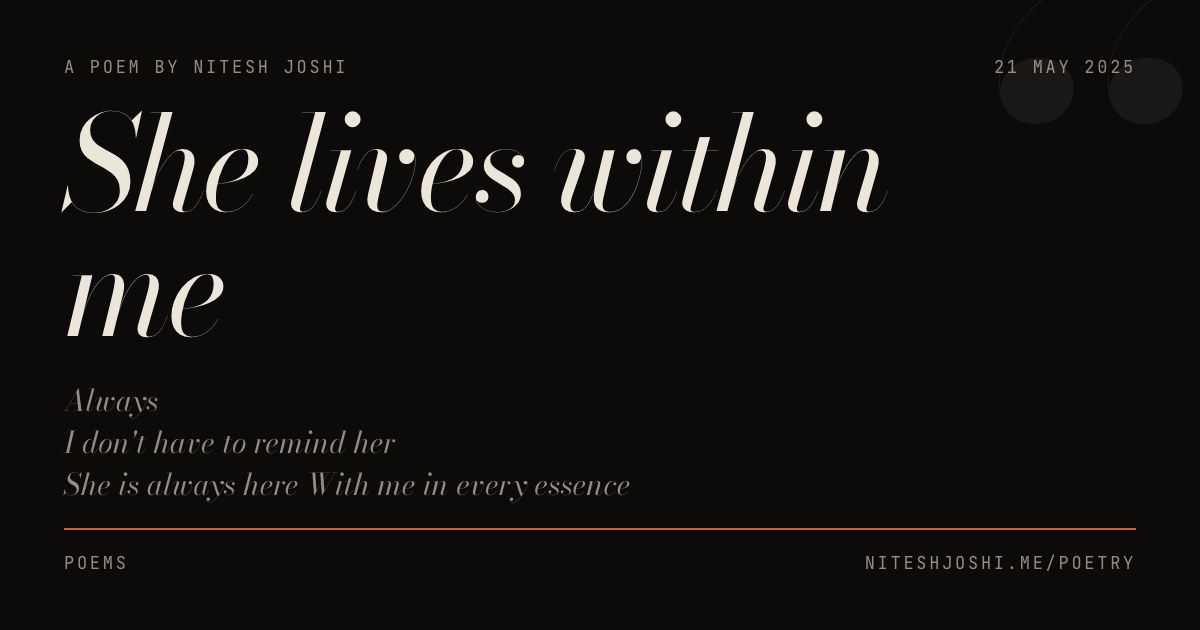 A POEM BY NITESH JOSHI
21 MAY 2025
She lives within
me
Always
I don't have to remind her
She is always here With me in every essence
POEMS
NITESHJOSHI.ME/POETRY